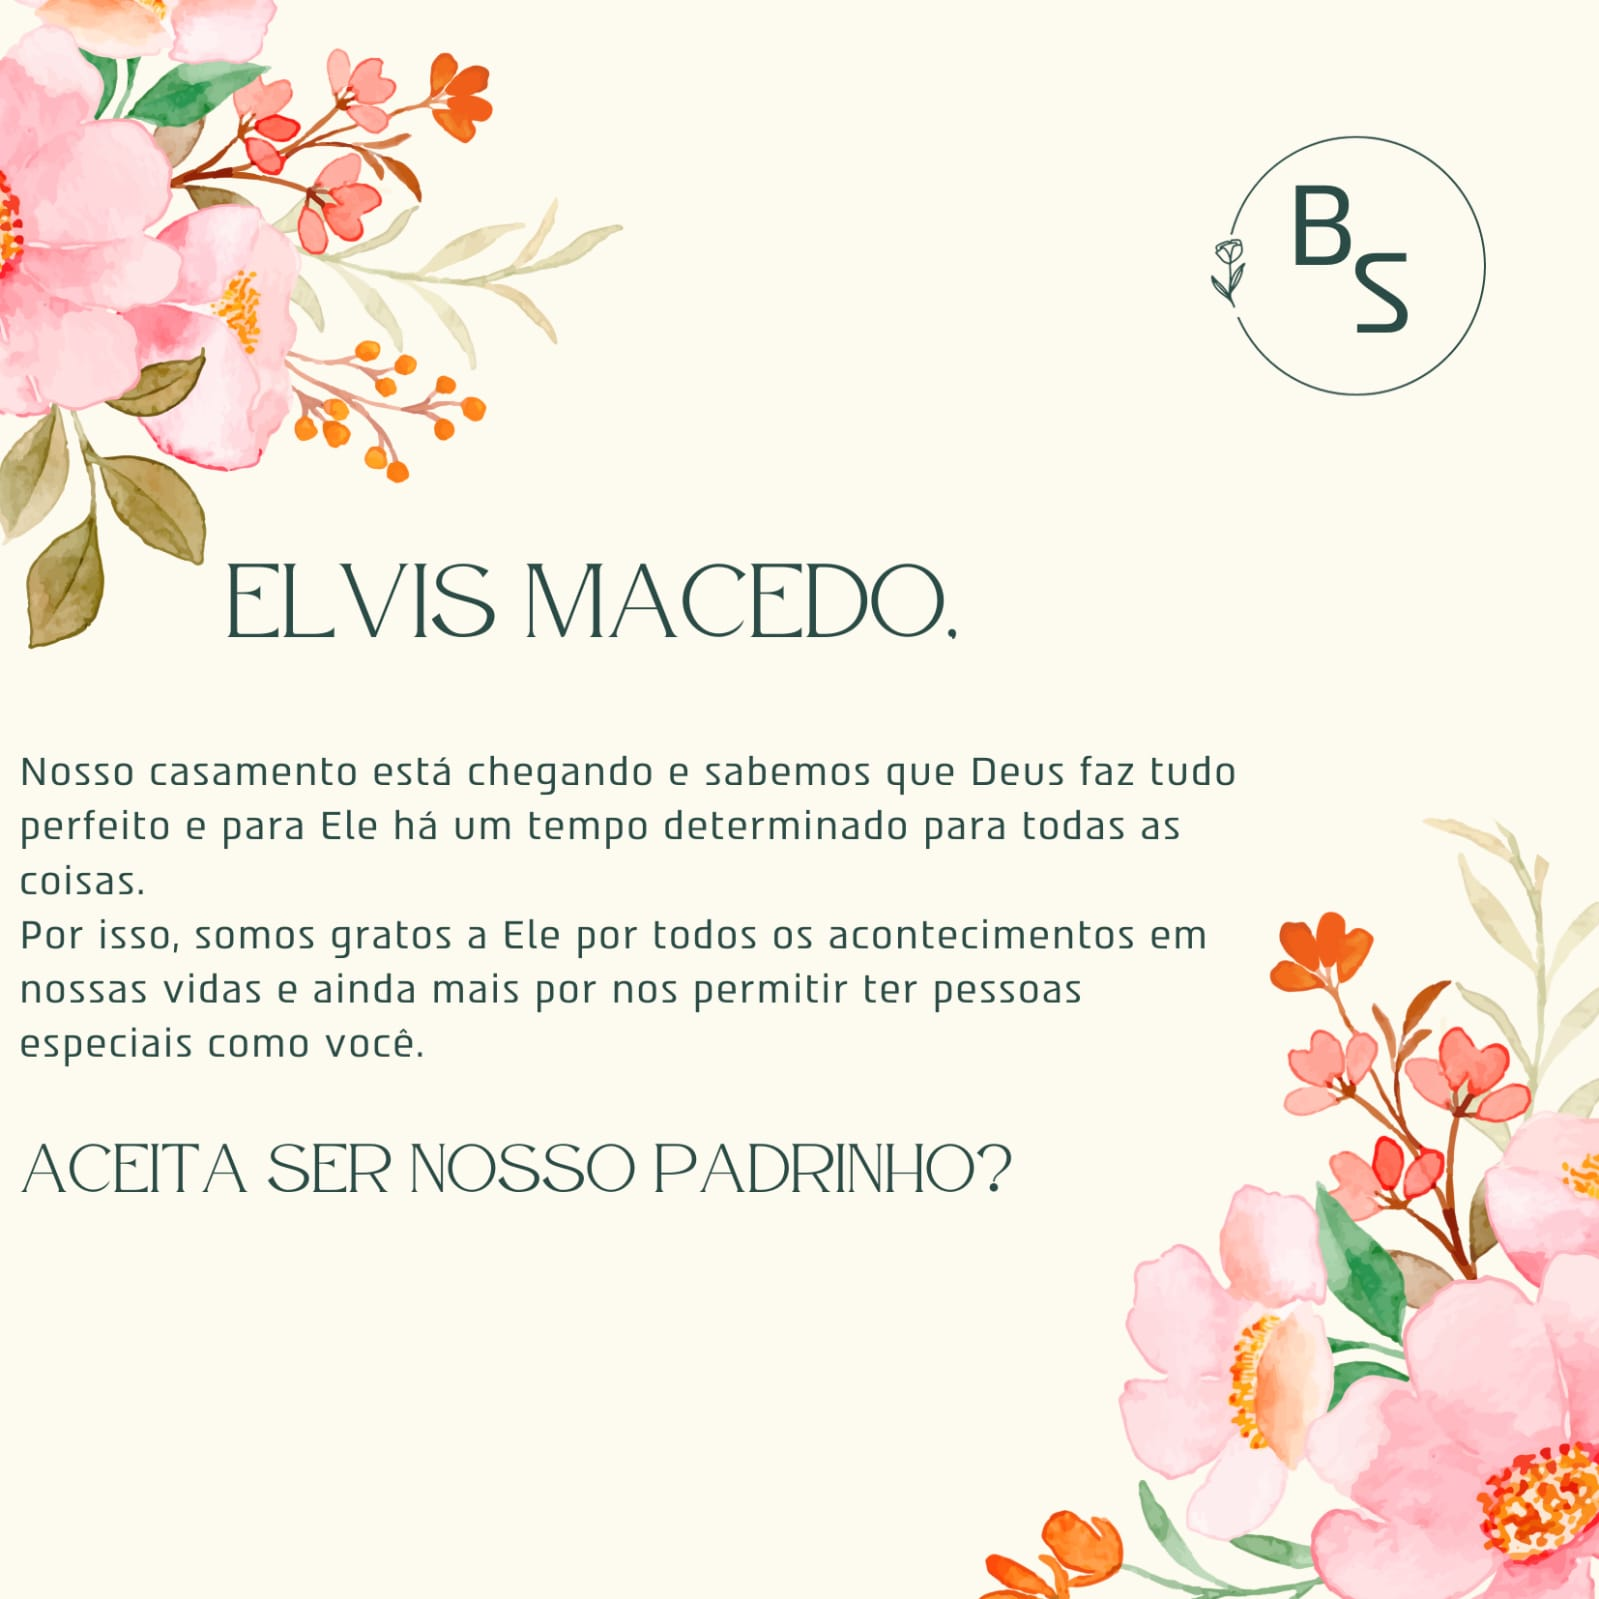 B
S
ELVIS MACEDO,
Nosso casamento está chegando e sabemos que Deus faz tudo
perfeito e para Ele há um tempo determinado para todas as
coisas.
Por isso, somos gratos a Ele por todos os acontecimentos em
nossas vidas e ainda mais por nos permitir ter pessoas
especiais como você.
ACEITA SER NOSSO PADRINHO?